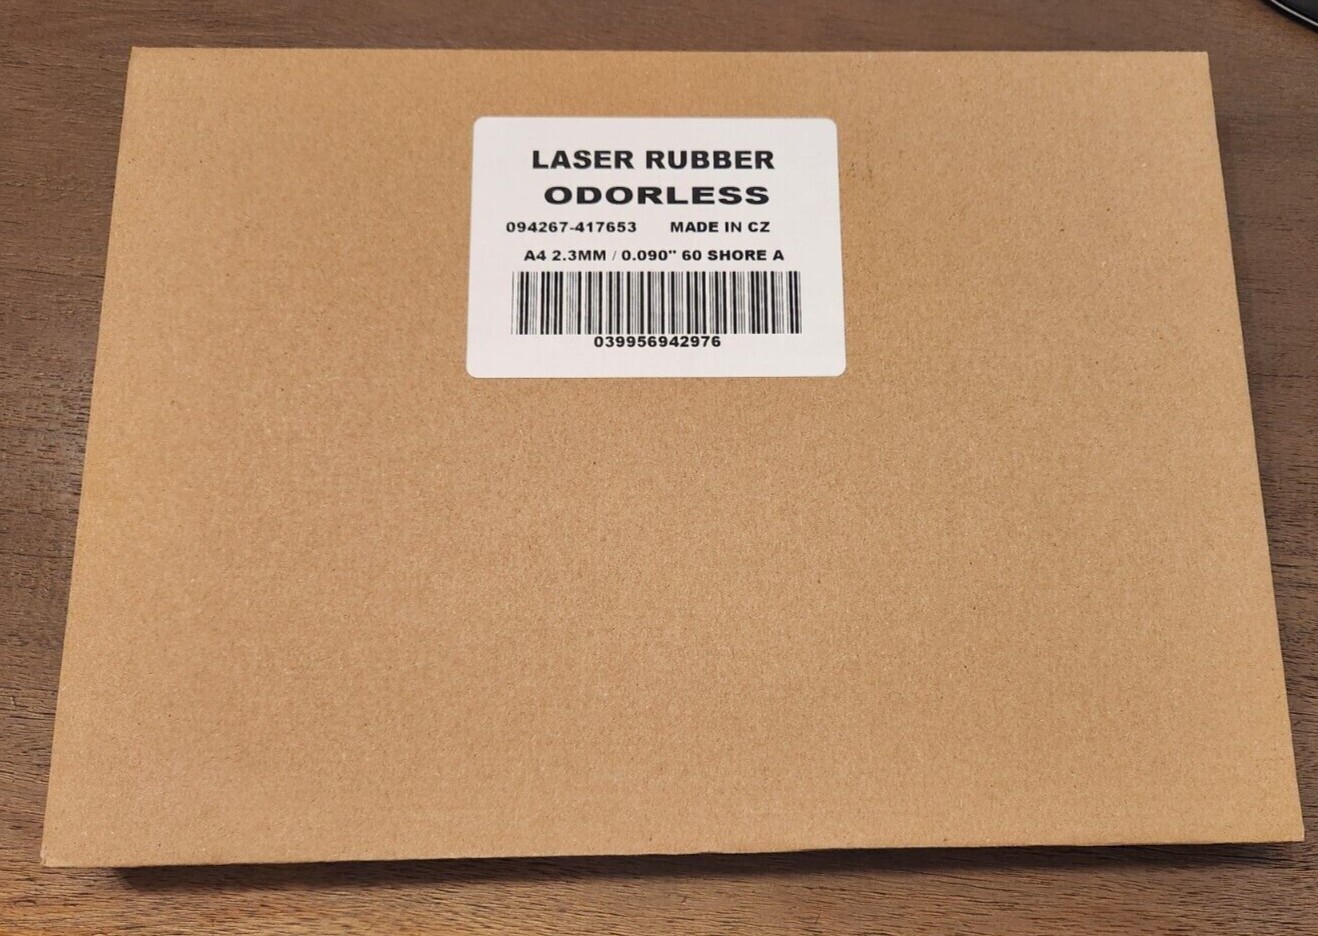 LASER RUBBER
ODORLESS
094267-417653 MADE IN CZ
A4 2.3MM / 0.090" 60 SHORE A
039956942976